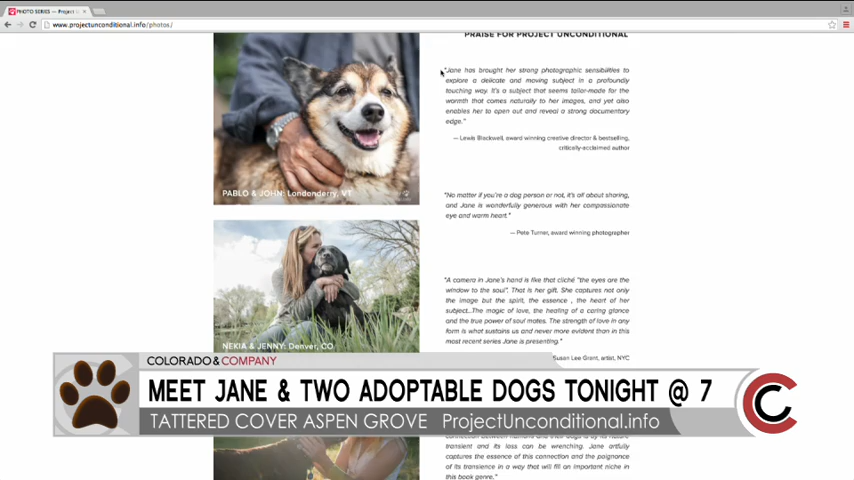 PHOTO SERIES — Project
www.projectunconditional.info/photos/
PRAISE FOR PROJECT UNCONDITIONAL
"Jane has brought her strong photographic sensibilities to
explore a delicate and moving subject in a profoundly
touching way. It's a subject that seems tailor-made for the
warmth that comes naturally to her images, and yet also
enables her to open out and reveal a strong documentary
edge."
— Lewis Blackwell, award winning creative director & bestselling,
critically-acclaimed author
PABLO & JOHN: Londonderry, VT
"No matter if you're a dog person or not, it's all about sharing,
and Jane is wonderfully generous with her compassionate
eye and warm heart."
— Pete Turner, award winning photographer
"A camera in Jane's hand is like that cliché "the eyes are the
window to the soul". That is her gift. She captures not only
the image but the spirit, the essence , the heart of her
subject...The magic of love, the healing of a caring glance
and the true power of soul mates. The strength of love in any
form is what sustains us and never more evident than in this
most recent series Jane is presenting."
Susan Lee Grant, artist, NYC
NEKIA & JENNY: Denver, CO
COLORADO & COMPANY
MEET JANE & TWO ADOPTABLE DOGS TONIGHT @ 7
TATTERED COVER ASPEN GROVE ProjectUnconditional.info
CC
connection between humans and their dogs is by its nature
transient and its loss can be wrenching. Jane artfully
captures the essence of this connection and the poignance
of its transience in a way that will fill an important niche in
this book genre."